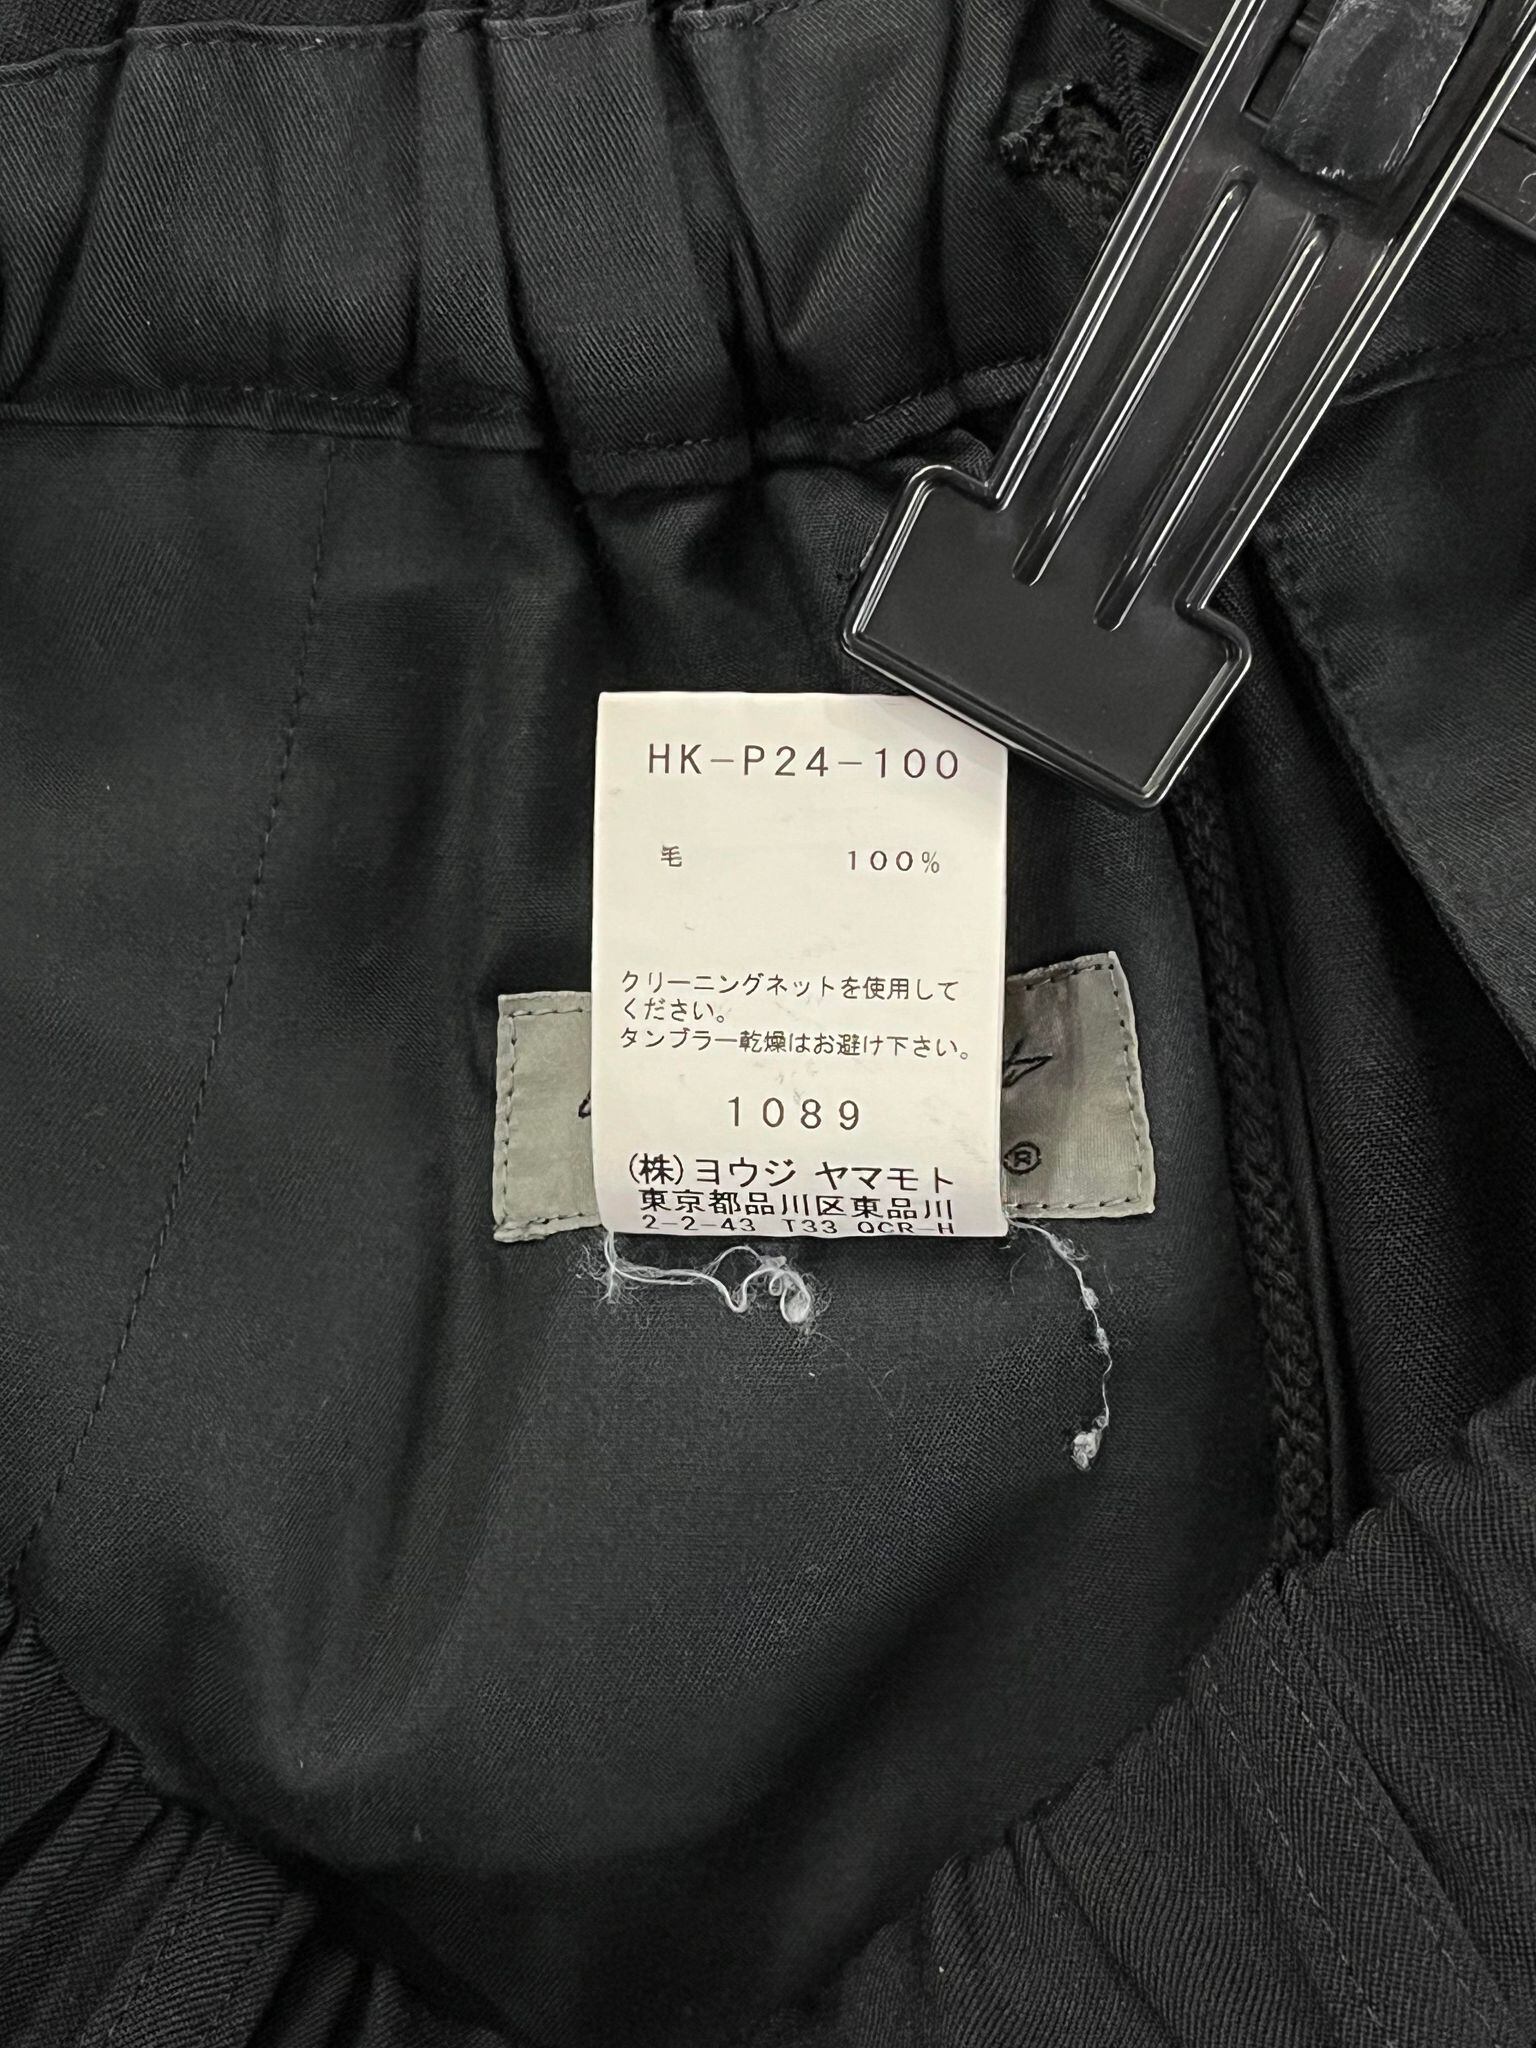 HK-P24-100
毛 100%
クリーニングネットを使用して
ください。
タンブラー乾燥はお避け下さい。
1089
(株)ヨウジ ヤマモト
東京都品川区東品川
2-2-43 T33 OCR-H
®